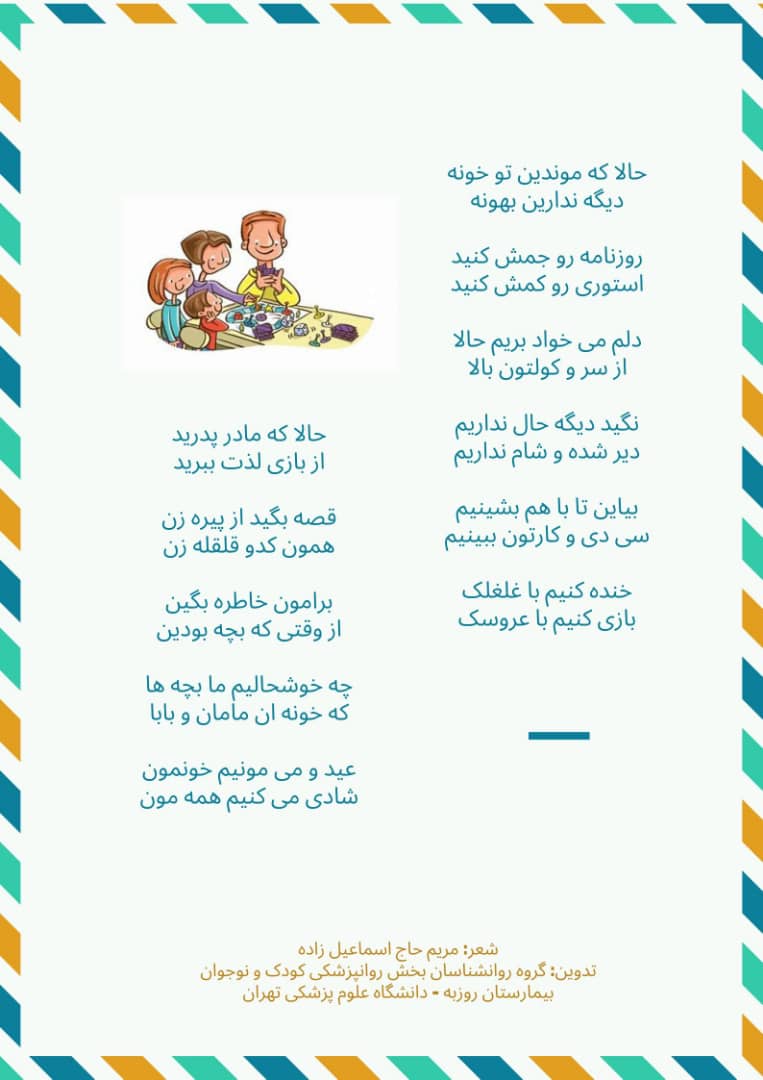 حالا که موندین تو خونه
دیگه ندارین بهونه
روزنامه رو جمش کنید
استوری رو کمش کنید
دلم می خواد بریم حالا
از سر و کولتون بالا
نگید دیگه حال نداریم
دیر شده و شام نداریم
بیاین تا با هم بشینیم
سی دی و کارتون ببینیم
خنده کنیم با غلغلک
بازی کنیم با عروسک
حالا که مادر پدرید
از بازی لذت ببرید
قصه بگید از پیره زن
همون کدو قلقله زن
برامون خاطره بگین
از وقتی که بچه بودین
چه خوشحالیم ما بچه ها
که خونه ان مامان و بابا
عید و می مونیم خونمون
شادی می کنیم همه مون
شعر: مریم حاج اسماعیل زاده
تدوین: گروه روانشناسان بخش روانپزشکی کودک و نوجوان
بیمارستان روزبه - دانشگاه علوم پزشکی تهران